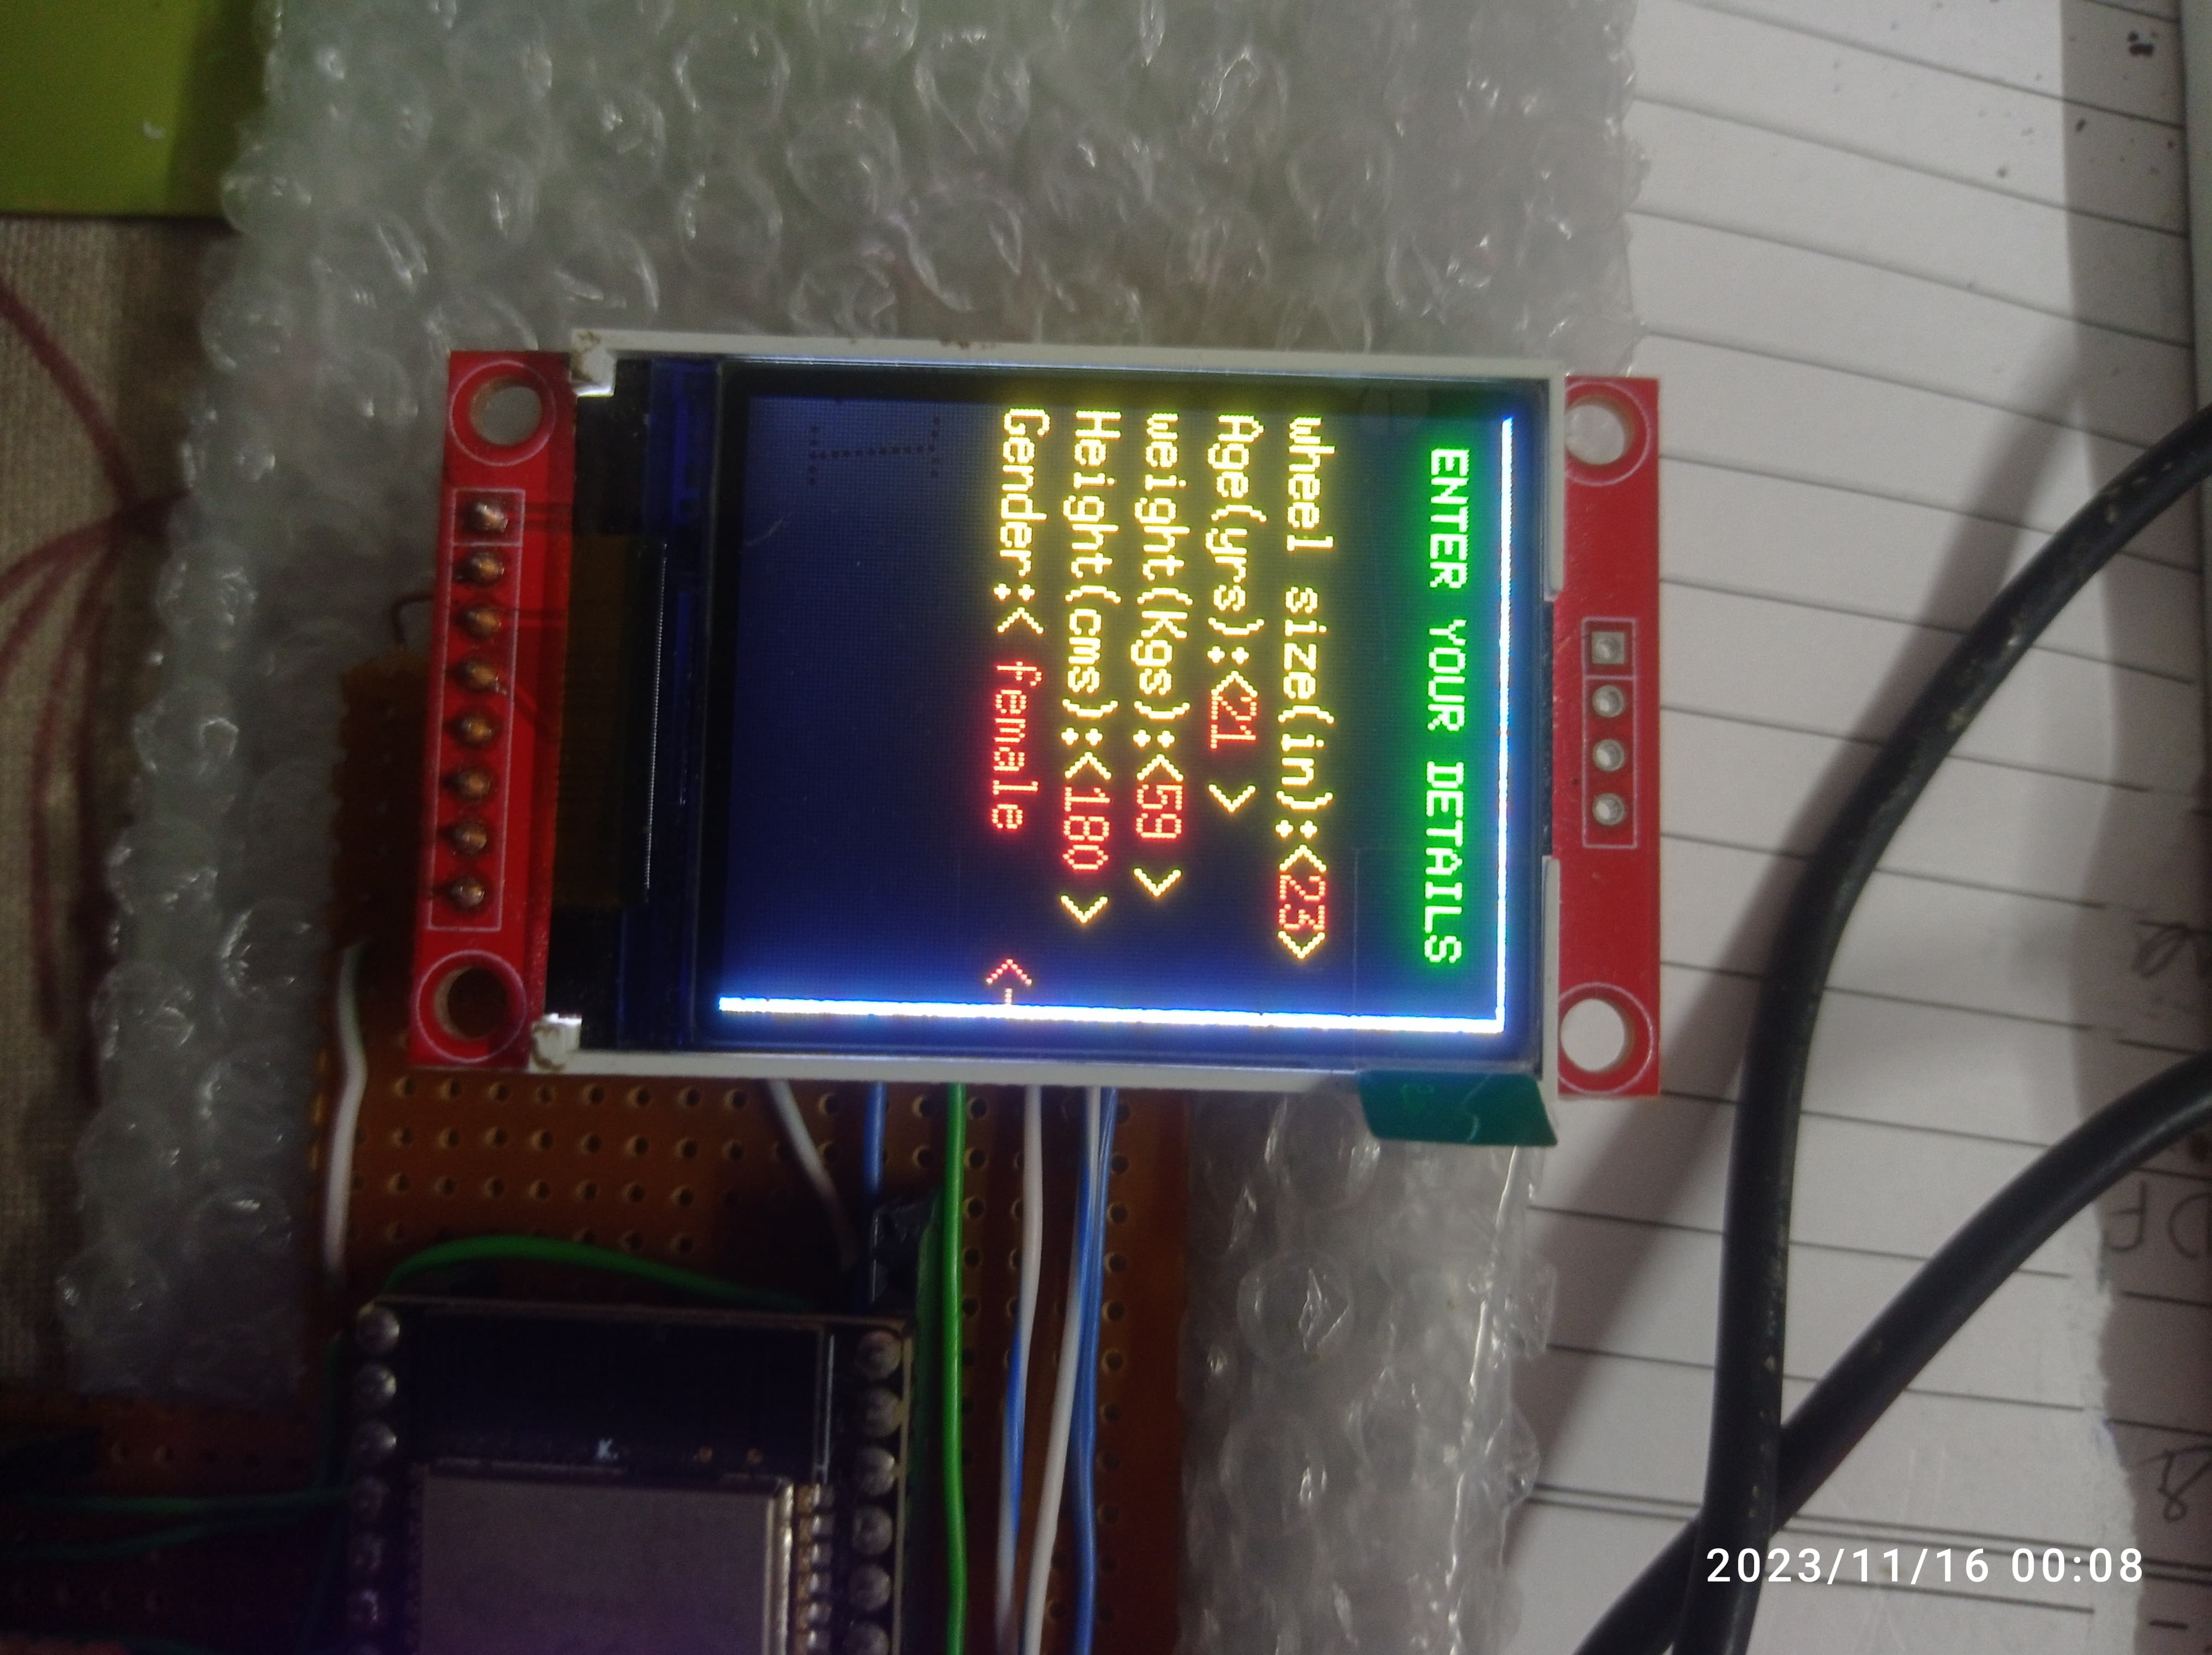 ENTER YOUR DETAILS
Wheel size(in):<23>
Age(yrs):<21 >
Weight(Kgs):<59 >
Height(cms):<180 >
Gender:< female <-
2023/11/16 00:08